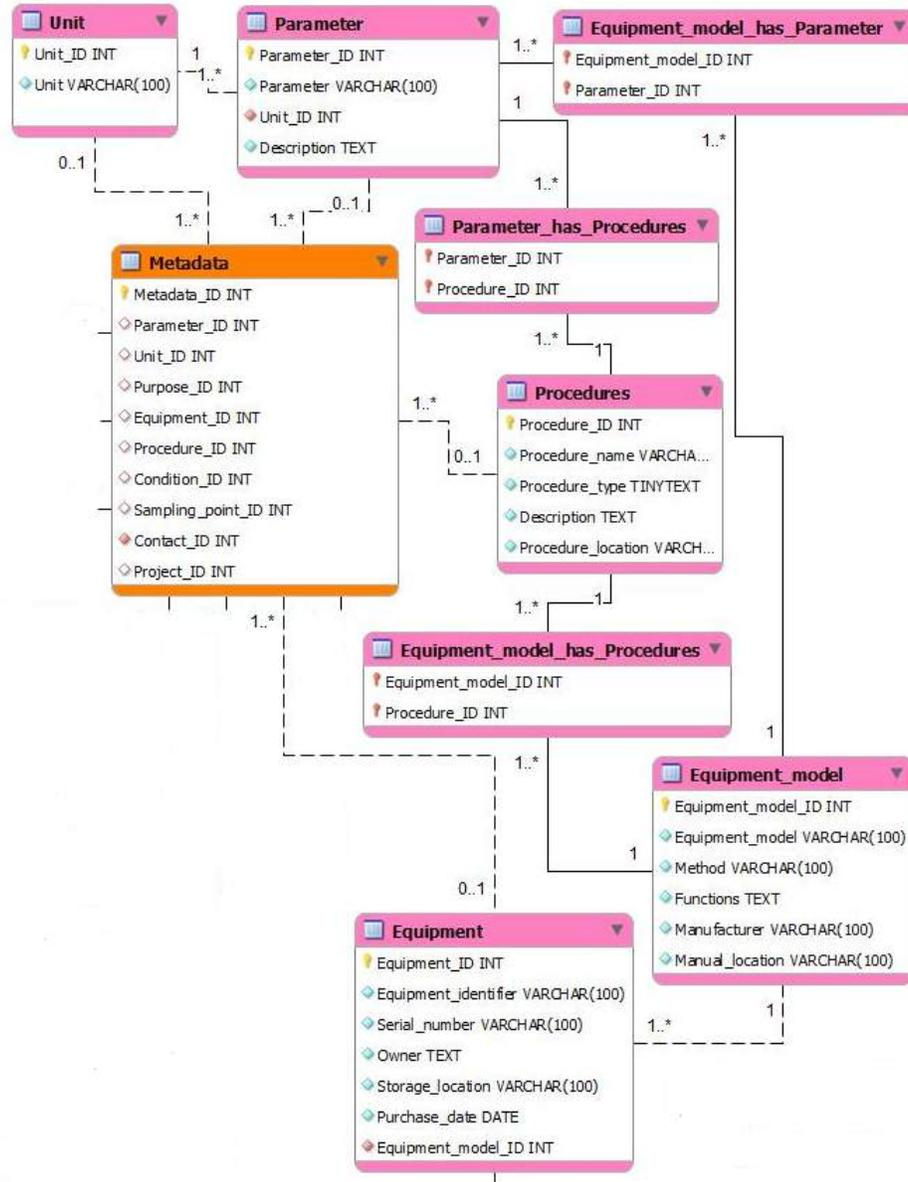 Unit
Unit_ID INT
Unit VARCHAR(100)
1
1..*
Parameter
Parameter_ID INT
Parameter VARCHAR(100)
Unit_ID INT
Description TEXT
1..*
1
Equipment_model_has_Parameter
Equipment_model_ID INT
Parameter_ID INT
1..*
0..1
1..*
0..1
1..*
1..*
Parameter_has_Procedures
Parameter_ID INT
Procedure_ID INT
1..*
1
Metadata
Metadata_ID INT
Parameter_ID INT
Unit_ID INT
Purpose_ID INT
Equipment_ID INT
Procedure_ID INT
Condition_ID INT
Sampling_point_ID INT
Contact_ID INT
Project_ID INT
1..*
0..1
Procedures
Procedure_ID INT
Procedure_name VARCHA...
Procedure_type TINYTEXT
Description TEXT
Procedure_location VARCH...
1
1..*
1..*
Equipment_model_has_Procedures
Equipment_model_ID INT
Procedure_ID INT
1..*
1
1
Equipment_model
Equipment_model_ID INT
Equipment_model VARCHAR(100)
Method VARCHAR(100)
Functions TEXT
Manufacturer VARCHAR(100)
Manual_location VARCHAR(100)
0..1
1
1..*
Equipment
Equipment_ID INT
Equipment_identifier VARCHAR(100)
Serial_number VARCHAR(100)
Owner TEXT
Storage_location VARCHAR(100)
Purchase_date DATE
Equipment_model_ID INT